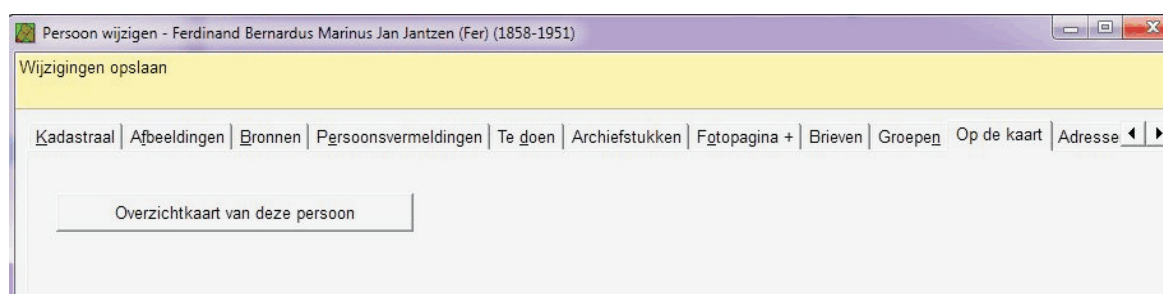 Persoon wijzigen - Ferdinand Bernardus Marinus Jan Jantzen (Fer) (1858-1951)
Wijzigingen opslaan
Kadastraal Afbeeldingen Bronnen Persoonsvermeldingen Te doen Archiefstukken Fotopagina + Brieven Groepen Op de kaart Adresse
Overzichtkaart van deze persoon